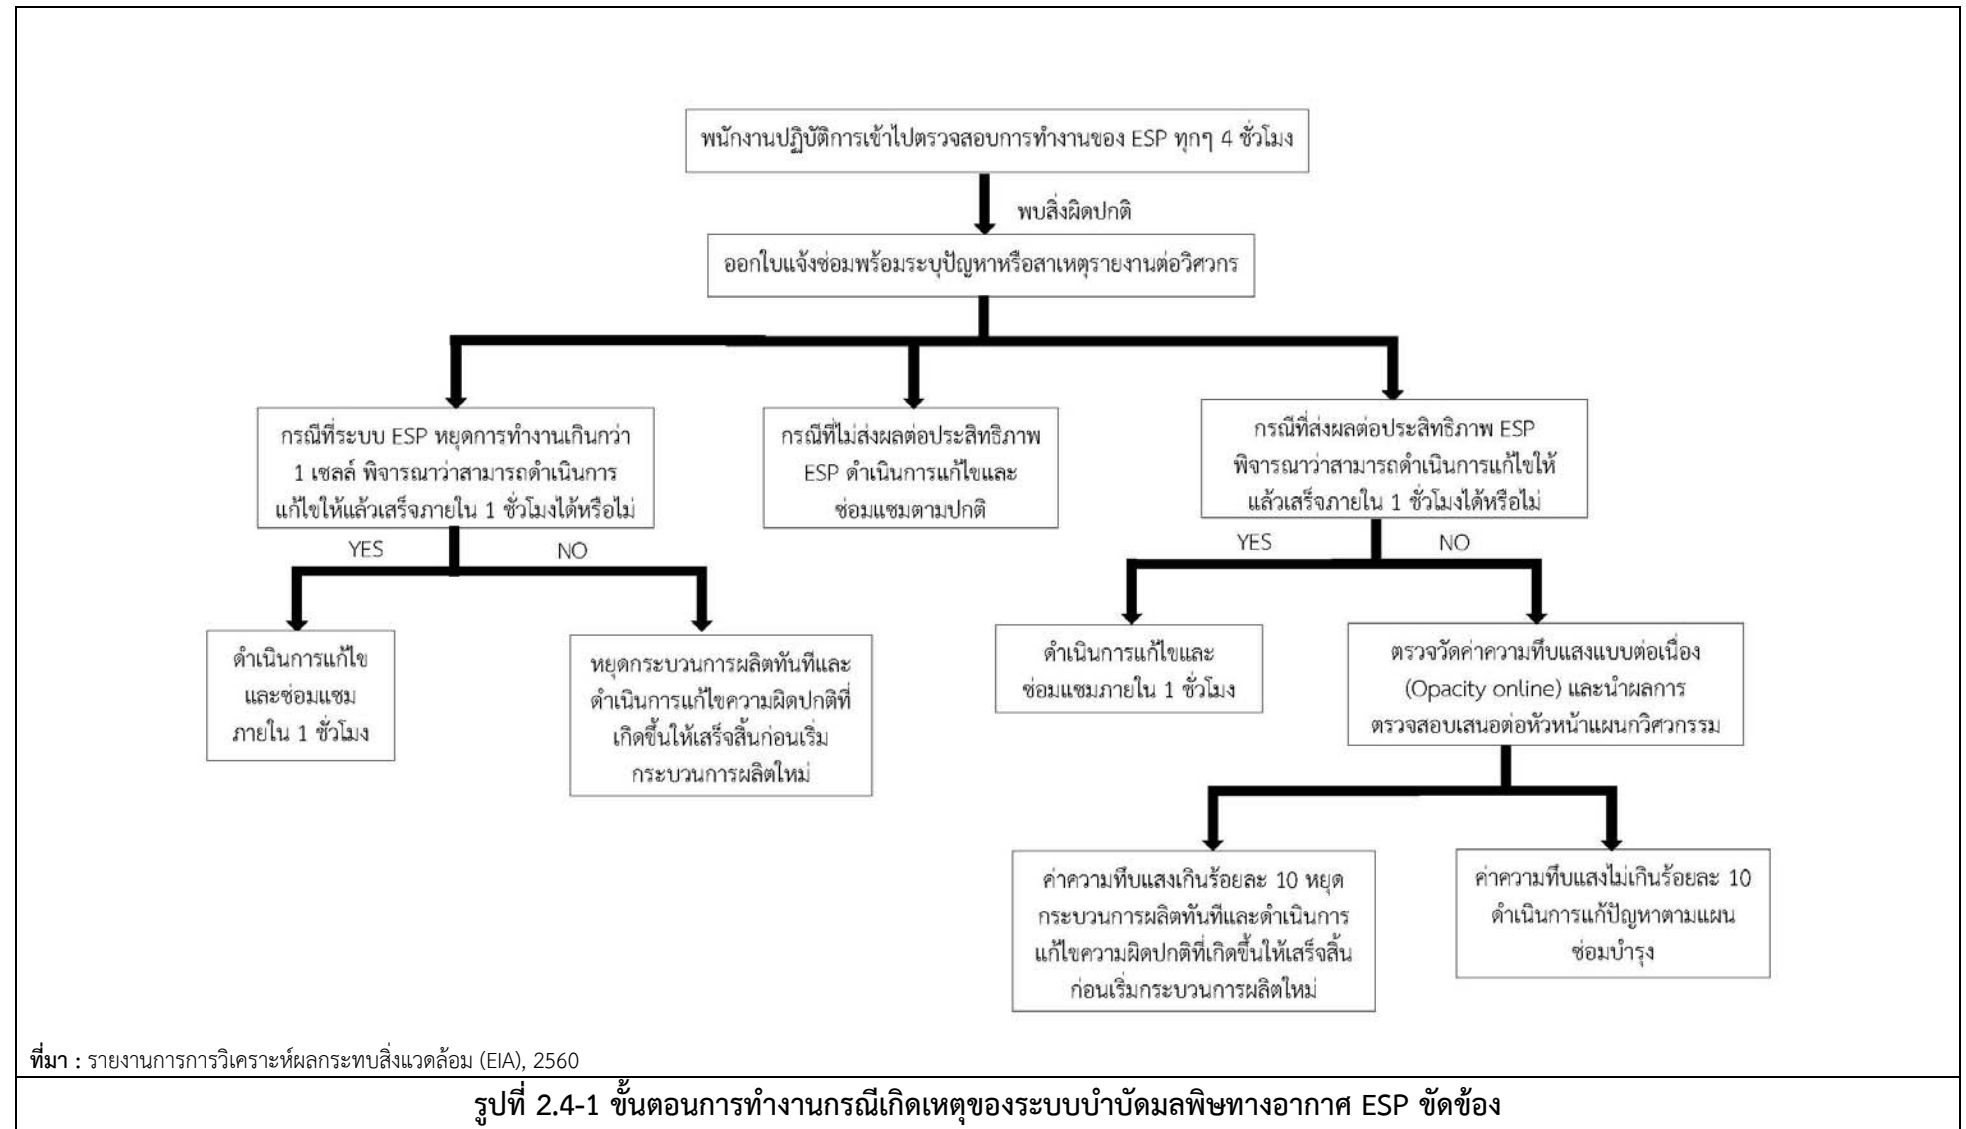 พนักงานปฏิบัติการเข้าไปตรวจสอบการทำงานของ ESP ทุกๆ 4 ชั่วโมง
พบสิ่งผิดปกติ
ออกใบแจ้งซ่อมพร้อมระบุปัญหาหรือสาเหตุรายงานต่อวิศวกร
กรณีที่ระบบ ESP หยุดการทำงานเกินกว่า
1 เซลล์ พิจารณาว่าสามารถดำเนินการ
แก้ไขให้แล้วเสร็จภายใน 1 ชั่วโมงได้หรือไม่
กรณีที่ไม่ส่งผลต่อประสิทธิภาพ
ESP ดำเนินการแก้ไขและ
ซ่อมแซมตามปกติ
กรณีที่ส่งผลต่อประสิทธิภาพ ESP
พิจารณาว่าสามารถดำเนินการแก้ไขให้
แล้วเสร็จภายใน 1 ชั่วโมงได้หรือไม่
YES
NO
YES
NO
ดำเนินการแก้ไข
และซ่อมแซม
ภายใน 1 ชั่วโมง
หยุดกระบวนการผลิตทันทีและ
ดำเนินการแก้ไขความผิดปกติที่
เกิดขึ้นให้เสร็จสิ้นก่อนเริ่ม
กระบวนการผลิตใหม่
ดำเนินการแก้ไขและ
ซ่อมแซมภายใน 1 ชั่วโมง
ตรวจวัดค่าความทึบแสงแบบต่อเนื่อง
(Opacity online) และนำผลการ
ตรวจสอบเสนอต่อหัวหน้าแผนกวิศวกรรม
ค่าความทึบแสงเกินร้อยละ 10 หยุด
กระบวนการผลิตทันทีและดำเนินการ
แก้ไขความผิดปกติที่เกิดขึ้นให้เสร็จสิ้น
ก่อนเริ่มกระบวนการผลิตใหม่
ค่าความทึบแสงไม่เกินร้อยละ 10
ดำเนินการแก้ปัญหาตามแผน
ซ่อมบำรุง
ที่มา : รายงานการการวิเคราะห์ผลกระทบสิ่งแวดล้อม (EIA), 2560
รูปที่ 2.4-1 ขั้นตอนการทำงานกรณีเกิดเหตุของระบบบำบัดมลพิษทางอากาศ ESP ขัดข้อง